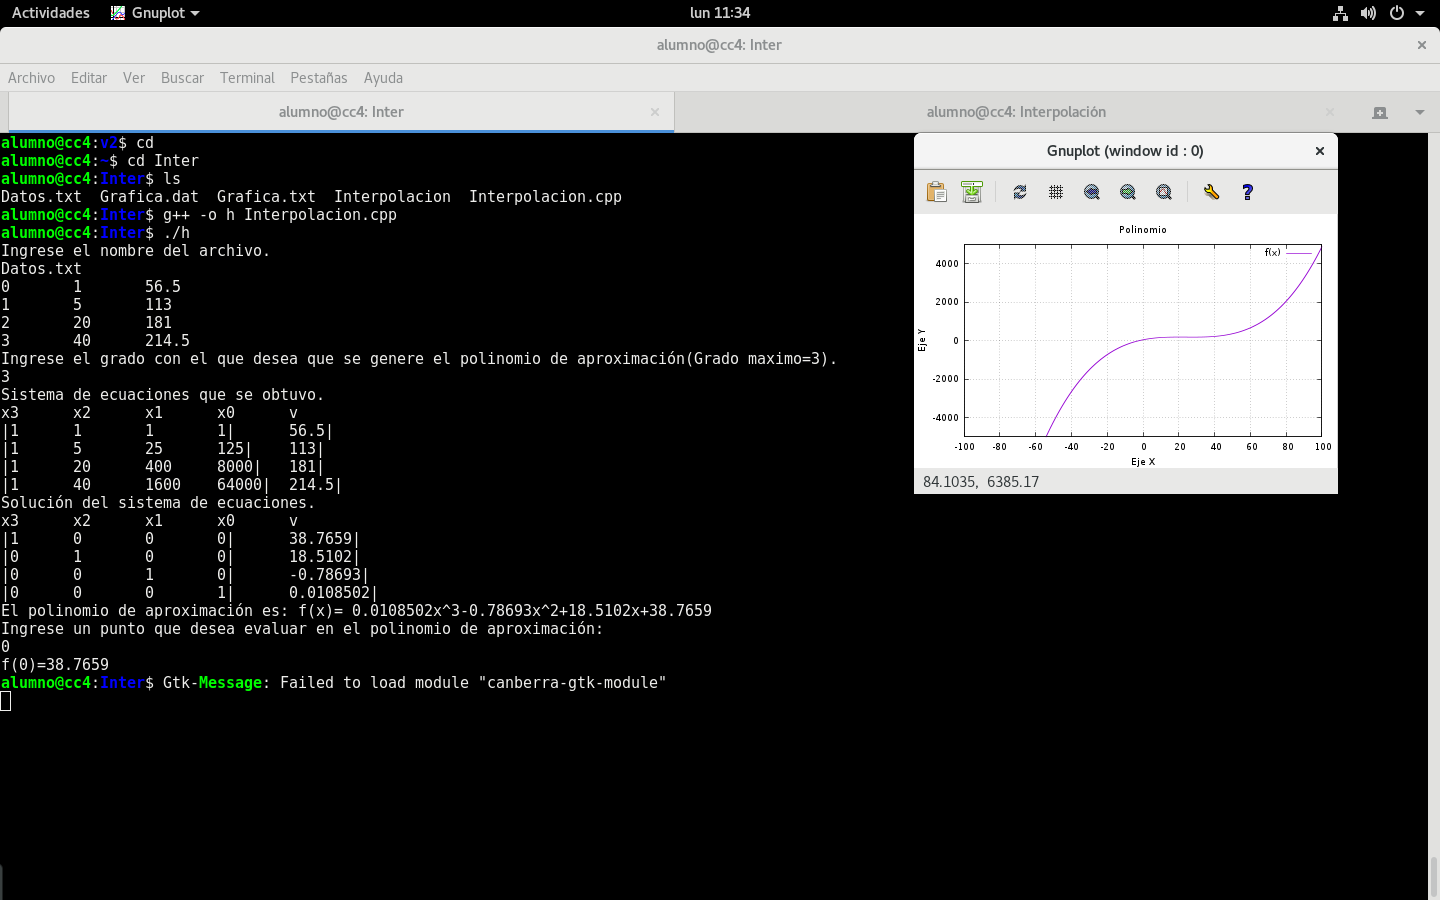 Actividades Gnuplot lun 11:34
alumno@cc4: Inter
Archivo Editar Ver Buscar Terminal Pestañas Ayuda
alumno@cc4: Inter alumno@cc4: Interpolación
alumno@cc4:v2$ cd
alumno@cc4:~$ cd Inter
alumno@cc4:Inter$ ls
Datos.txt Grafica.dat Grafica.txt Interpolacion Interpolacion.cpp
alumno@cc4:Inter$ g++ -o h Interpolacion.cpp
alumno@cc4:Inter$ ./h
Ingrese el nombre del archivo.
Datos.txt
0 1 56.5
1 5 113
2 20 181
3 40 214.5
Ingrese el grado con el que desea que se genere el polinomio de aproximación(Grado maximo=3).
3
Sistema de ecuaciones que se obtuvo.
x3 x2 x1 x0 v
|1 1 1 1| 56.5|
|1 5 25 125| 113|
|1 20 400 8000| 181|
|1 40 1600 64000| 214.5|
Solución del sistema de ecuaciones.
x3 x2 x1 x0 v
|1 0 0 0| 38.7659|
|0 1 0 0| 18.5102|
|0 0 1 0| -0.78693|
|0 0 0 1| 0.0108502|
El polinomio de aproximación es: f(x)= 0.0108502x^3-0.78693x^2+18.5102x+38.7659
Ingrese un punto que desea evaluar en el polinomio de aproximación:
0
f(0)=38.7659
alumno@cc4:Inter$ Gtk-Message: Failed to load module "canberra-gtk-module"
Gnuplot (window id : 0)
Polinomio
f(x)
4000
2000
0
-2000
-4000
Eje Y
-100 -80 -60 -40 -20 0 20 40 60 80 100
Eje X
84.1035, 6385.17